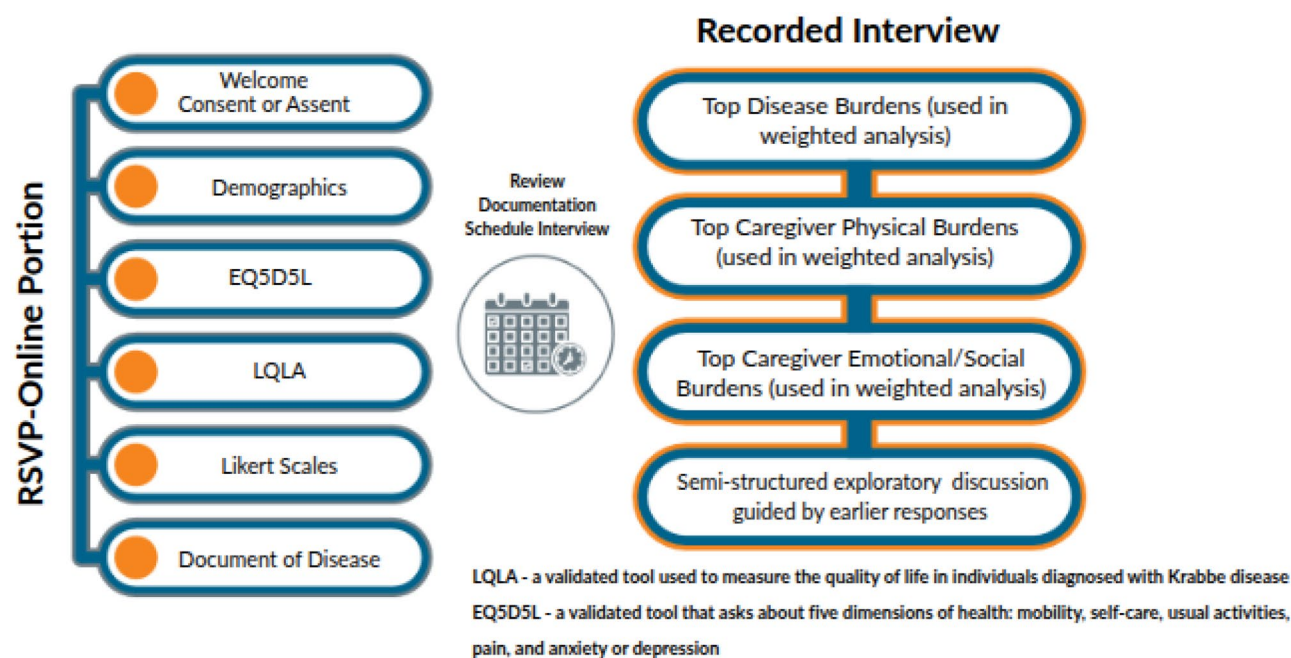 RSVP-Online Portion
Welcome
Consent or Assent
Demographics
EQ5D5L
LQLA
Likert Scales
Document of Disease
Review
Documentation
Schedule Interview
Recorded Interview
Top Disease Burdens (used in
weighted analysis)
Top Caregiver Physical Burdens
(used in weighted analysis)
Top Caregiver Emotional/Social
Burdens (used in weighted analysis)
Semi-structured exploratory discussion
guided by earlier responses
LQLA - a validated tool used to measure the quality of life in individuals diagnosed with Krabbe disease
EQ5D5L - a validated tool that asks about five dimensions of health: mobility, self-care, usual activities,
pain, and anxiety or depression